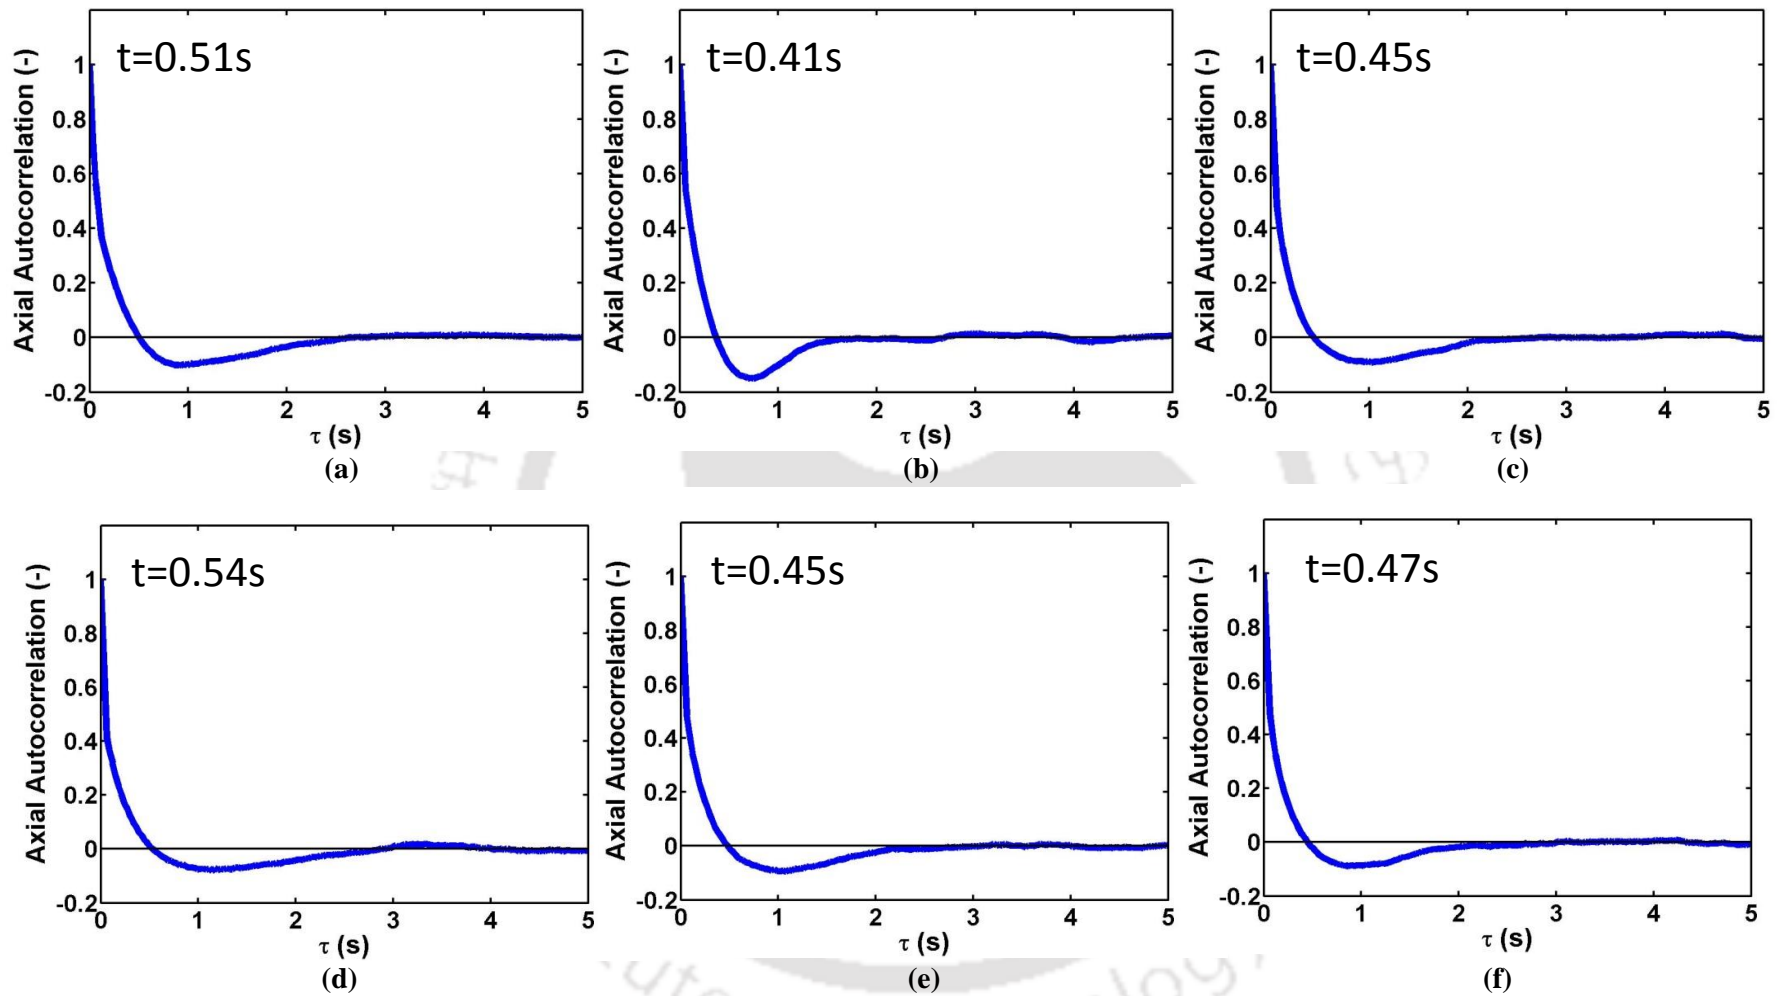 t=0.51s
Axial Autocorrelation (-)
1
0.8
0.6
0.4
0.2
0
-0.2
0 1 2 3 4 5
τ (s)
(a)
t=0.41s
Axial Autocorrelation (-)
1
0.8
0.6
0.4
0.2
0
-0.2
0 1 2 3 4 5
τ (s)
(b)
t=0.45s
Axial Autocorrelation (-)
1
0.8
0.6
0.4
0.2
0
-0.2
0 1 2 3 4 5
τ (s)
(c)
t=0.54s
Axial Autocorrelation (-)
1
0.8
0.6
0.4
0.2
0
-0.2
0 1 2 3 4 5
τ (s)
(d)
t=0.45s
Axial Autocorrelation (-)
1
0.8
0.6
0.4
0.2
0
-0.2
0 1 2 3 4 5
τ (s)
(e)
t=0.47s
Axial Autocorrelation (-)
1
0.8
0.6
0.4
0.2
0
-0.2
0 1 2 3 4 5
τ (s)
(f)